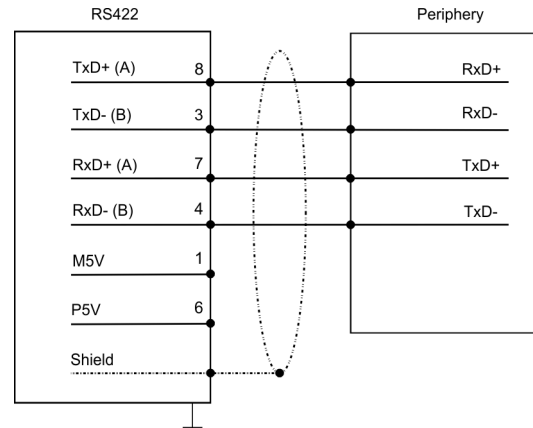 RS422 Periphery
TxD+ (A) 8 RxD+
TxD- (B) 3 RxD-
RxD+ (A) 7 TxD+
RxD- (B) 4 TxD-
M5V 1
P5V 6
Shield